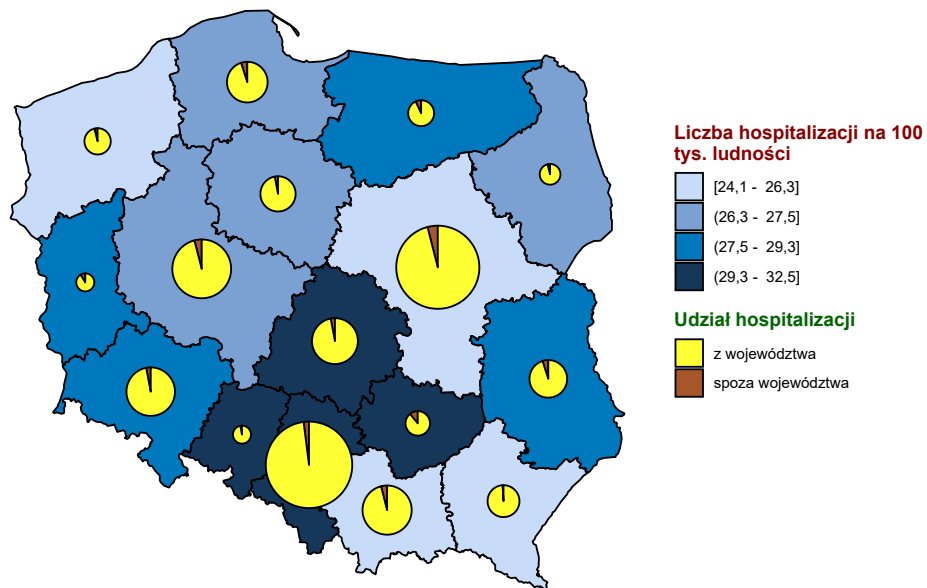 Liczba hospitalizacji na 100
tys. ludności
[24,1 - 26,3]
(26,3 - 27,5]
(27,5 - 29,3]
(29,3 - 32,5]
Udział hospitalizacji
z województwa
spoza województwa